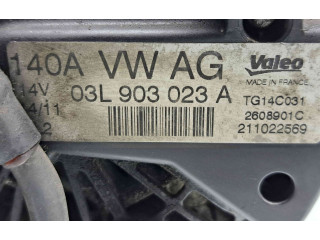 140A VW AG Valeo
MADE IN FRANCE
14V 03L 903 023 A TG14C031
4/11 2608901C
2 211022569